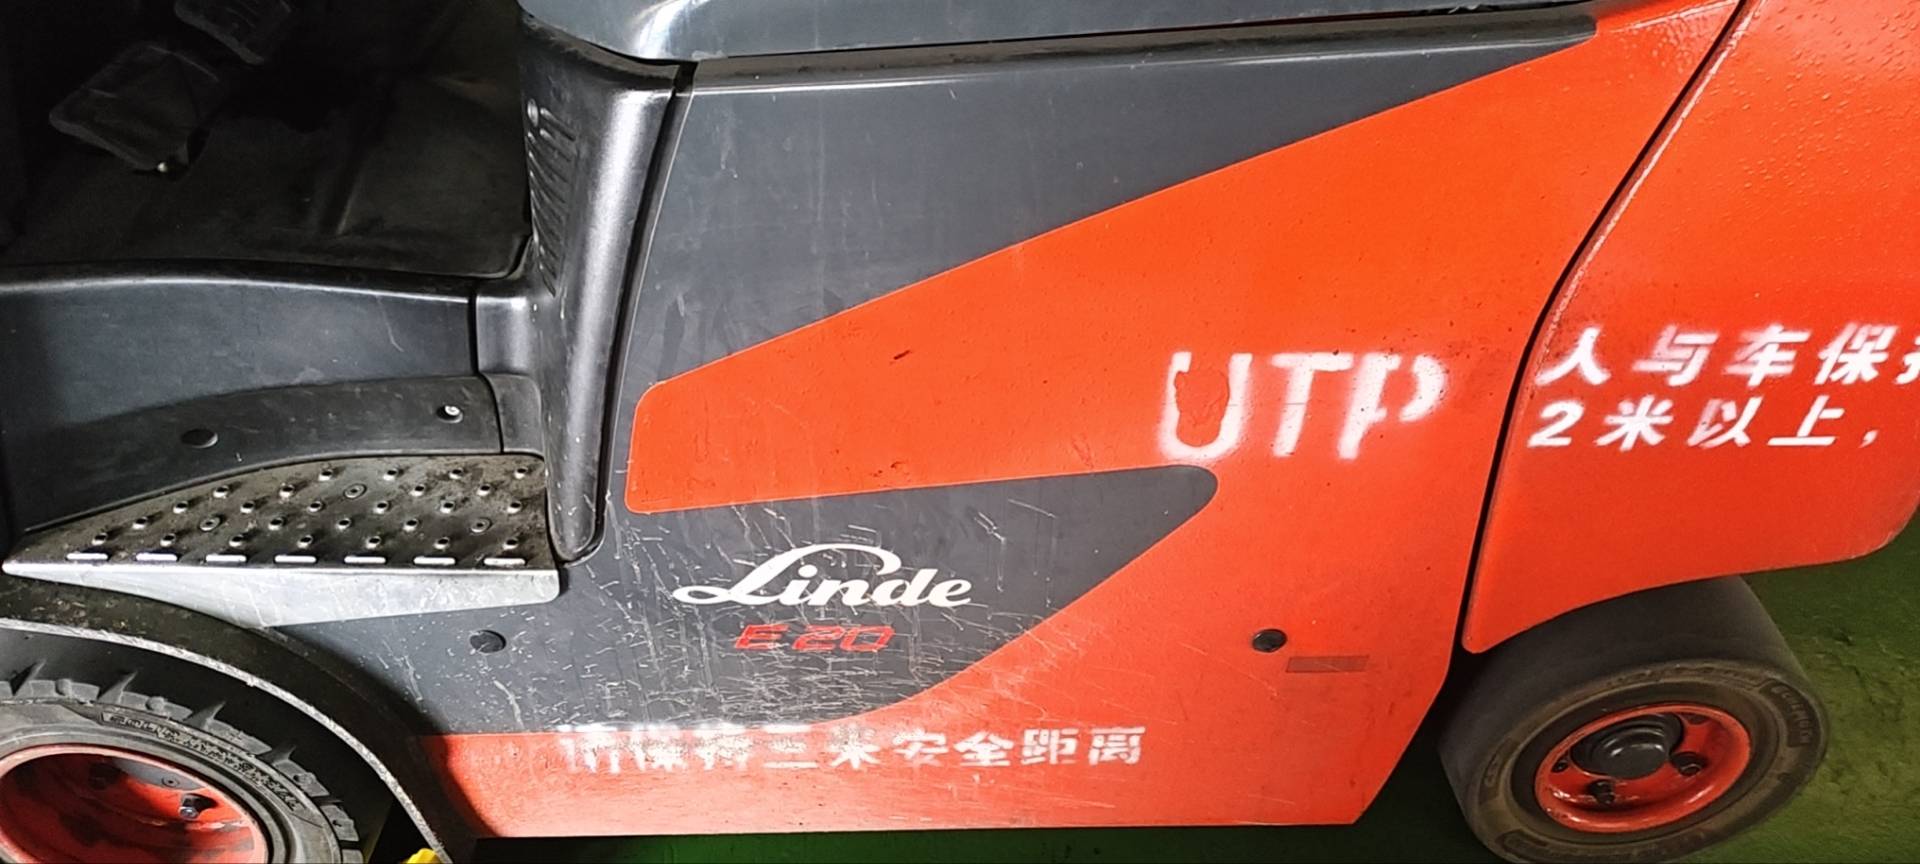 UTP
人与车保持
2米以上，
Linde
E20
请保持三米安全距离